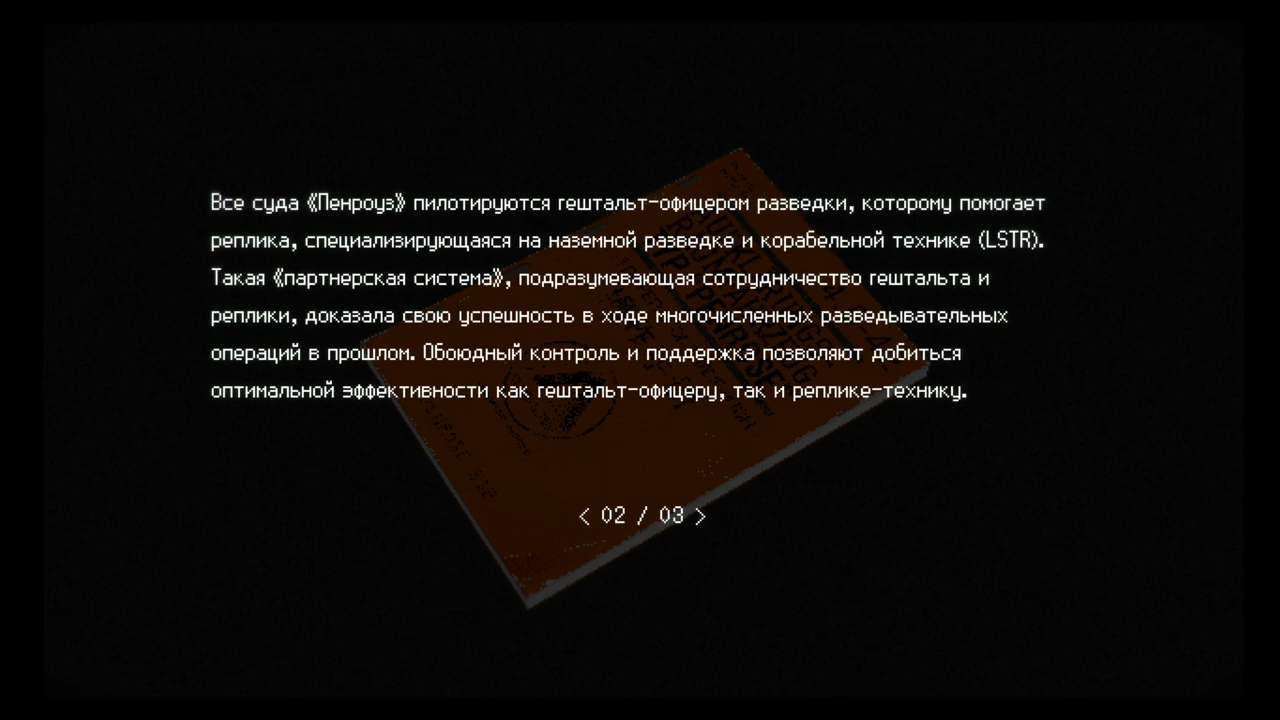 Все суда 《Пенроуз》 пилотируются гештальт-офицером разведки, которому помогает
реплика, специализирующаяся на наземной разведке и корабельной технике (LSTR).
Такая 《партнерская система》, подразумевающая сотрудничество гештальта и
реплики, доказала свою успешность в ходе многочисленных разведывательных
операций в прошлом. Обоюдный контроль и поддержка позволяют добиться
оптимальной эффективности как гештальт-офицеру, так и реплике-технику.
< 02 / 03 >